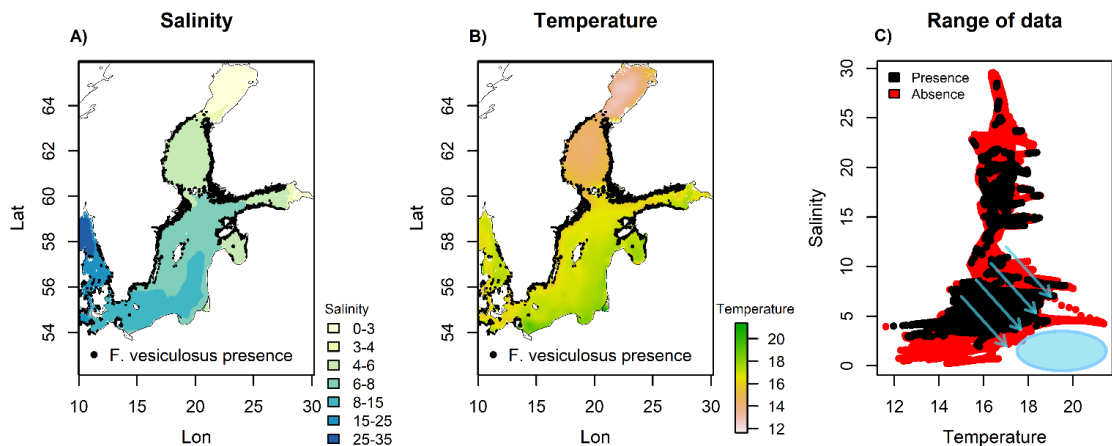 Salinity
A)
Lat
64
62
60
58
56
54
F. vesiculosus presence
10 15 20 25 30
Lon
Salinity
0-3
3-4
4-6
6-8
8-15
15-25
25-35
Temperature
B)
Lat
64
62
60
58
56
54
F. vesiculosus presence
10 15 20 25 30
Lon
Temperature
20
18
16
14
12
Range of data
C)
Presence
Absence
Salinity
30
25
20
15
10
5
0
12 14 16 18 20
Temperature